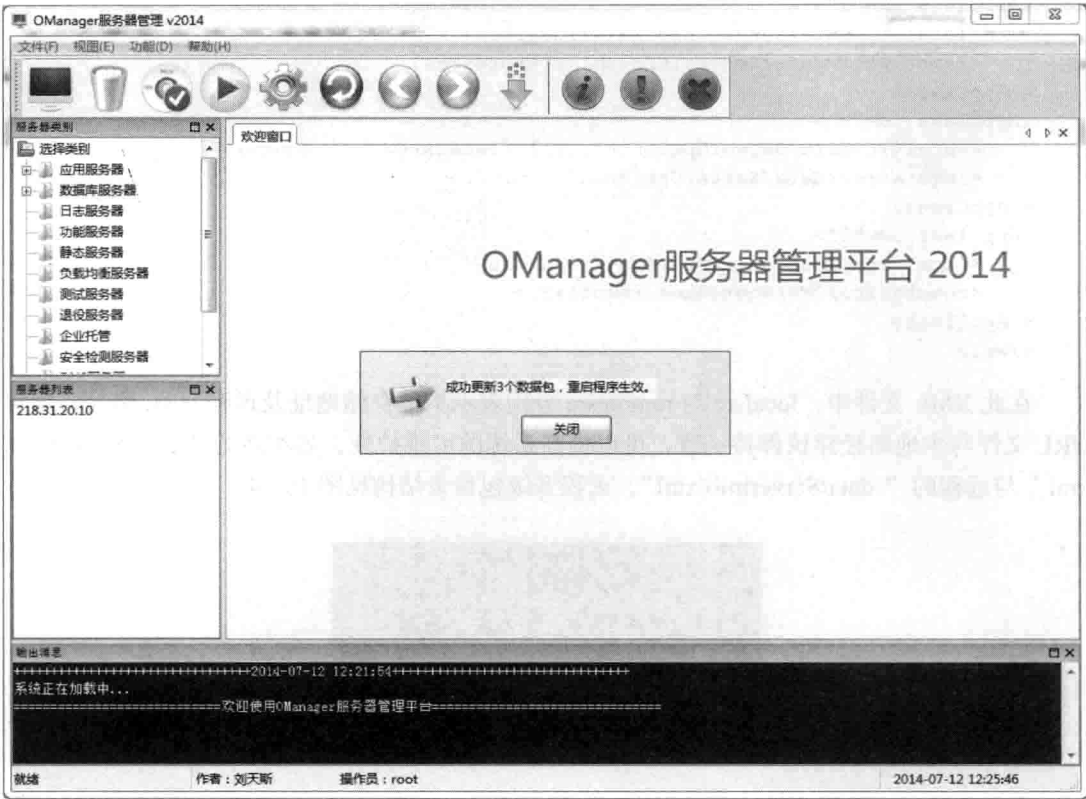 OManager服务器管理 v2014
文件(F) 视图(E) 功能(D) 帮助(H)
服务器类别
选择类别
应用服务器
数据库服务器
日志服务器
功能服务器
静态服务器
负载均衡服务器
测试服务器
退役服务器
企业托管
安全检测服务器
欢迎窗口
OManager服务器管理平台 2014
成功更新3个数据包，重启程序生效。
关闭
服务器列表
218.31.20.10
输出消息
++++++++++++++++++++++++++++++2014-07-12 12:21:54++++++++++++++++++++++++++++++
系统正在加载中...
==========================欢迎使用OManager服务器管理平台=============================
就绪 作者：刘天斯 操作员：root 2014-07-12 12:25:46